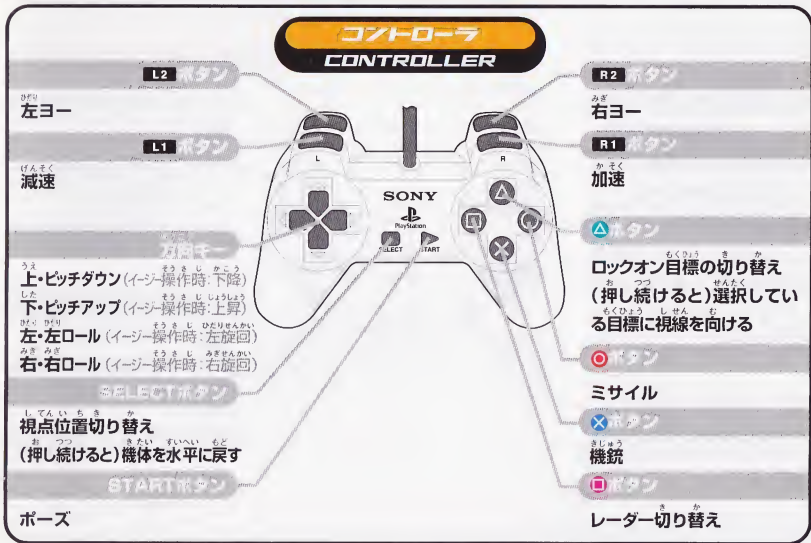 コントローラ
CONTROLLER
L2 ボタン
左ヨー
L1 ボタン
減速
方向キー
上・ピッチダウン(イージー操作時:下降)
下・ピッチアップ(イージー操作時:上昇)
左・左ロール(イージー操作時:左旋回)
右・右ロール(イージー操作時:右旋回)
SELECTボタン
視点位置切り替え
(押し続けると)機体を水平に戻す
STARTボタン
ポーズ
L
R
SONY
PlayStation
SELECT
START
R2 ボタン
右ヨー
R1 ボタン
加速
△ボタン
ロックオン目標の切り替え
(押し続けると)選択してい
る目標に視線を向ける
○ボタン
ミサイル
×ボタン
機銃
□ボタン
レーダー切り替え